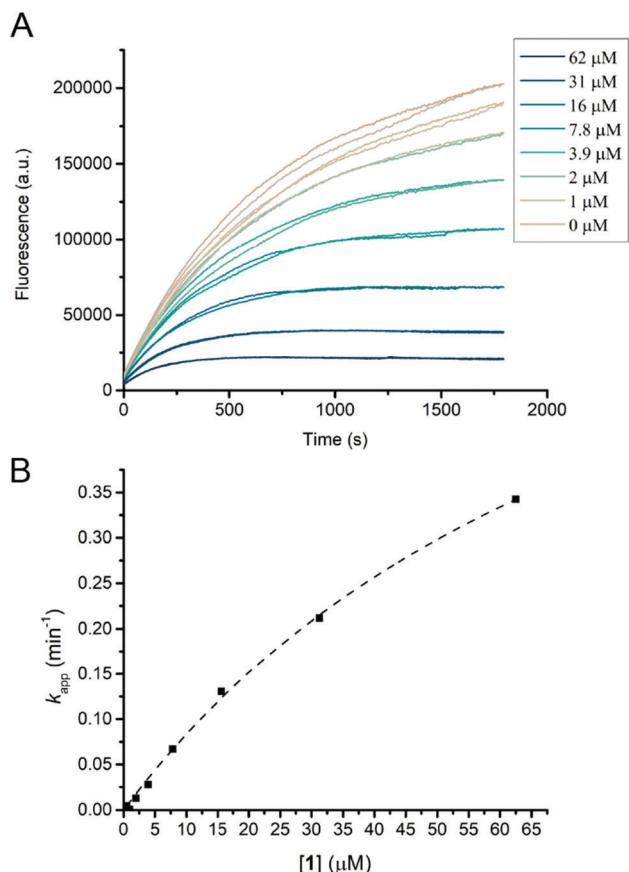 A
Fluorescence (a.u.)
200000
150000
100000
50000
0
0
500
1000
1500
2000
Time (s)
62 μM
31 μM
16 μM
7.8 μM
3.9 μM
2 μM
1 μM
0 μM
B
k app (min⁻¹)
0.35
0.30
0.25
0.20
0.15
0.10
0.05
0.00
0 5 10 15 20 25 30 35 40 45 50 55 60 65
[1] (μM)